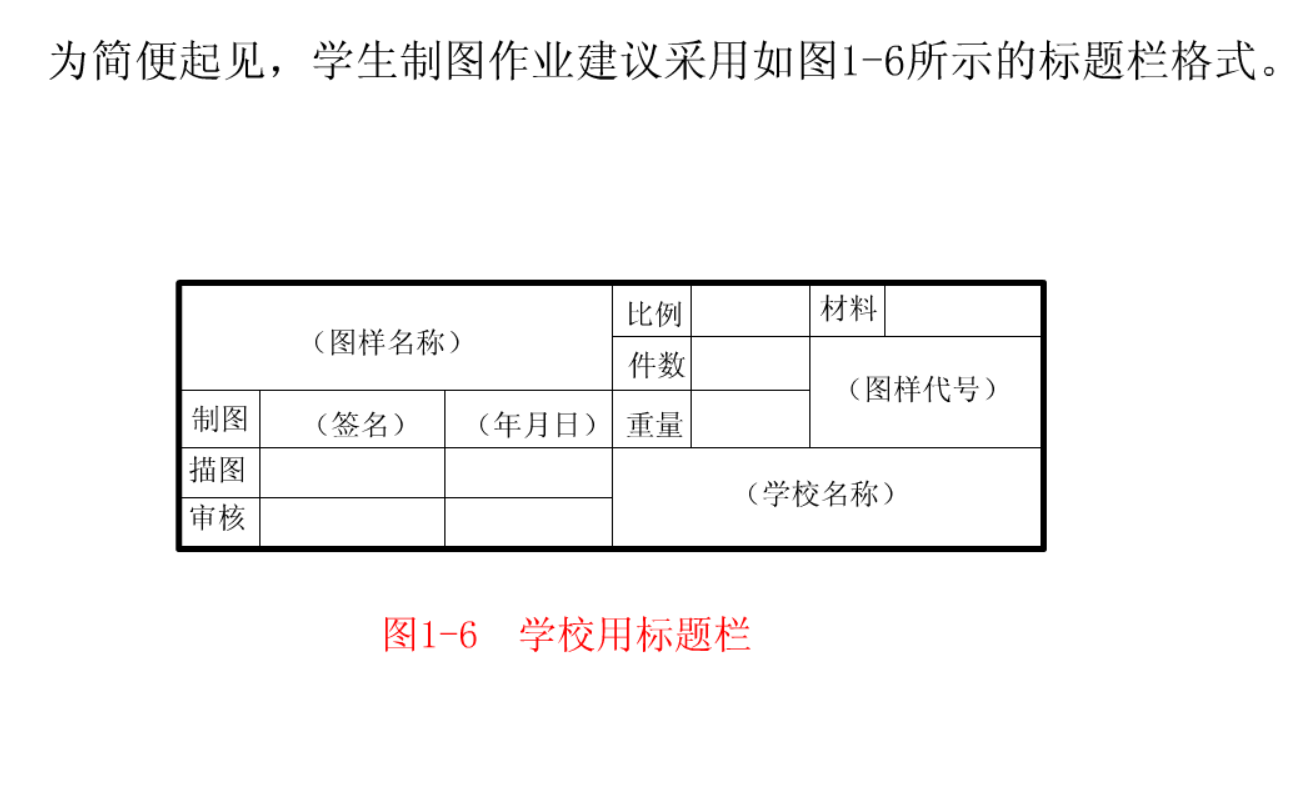 为简便起见，学生制图作业建议采用如图1-6所示的标题栏格式。
（图样名称） 比例 材料
件数 （图样代号）
制图 （签名） （年月日） 重量
描图 （学校名称）
审核
图1-6 学校用标题栏